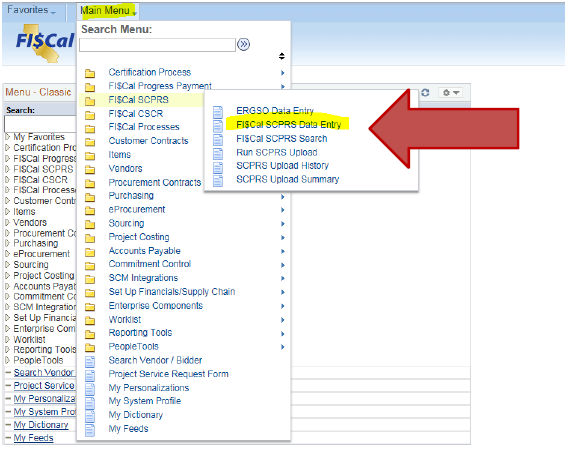 Favorites
Main Menu
FI$Cal
Search Menu:
Certification Process
FI$Cal Progress Payment
FI$Cal SCPRS
FI$Cal CSCR
FI$Cal Processes
Customer Contracts
Items
Vendors
Procurement Contracts
Purchasing
eProcurement
Sourcing
Project Costing
Accounts Payable
Commitment Control
SCM Integrations
Set Up Financials/Supply Chain
Enterprise Components
Worklist
Reporting Tools
PeopleTools
Search Vendor / Bidder
Project Service Request Form
My Personalizations
My System Profile
My Dictionary
My Feeds
ERGSO Data Entry
FI$Cal SCPRS Data Entry
FI$Cal SCPRS Search
Run SCPRS Upload
SCPRS Upload History
SCPRS Upload Summary
Menu - Classic
Search:
My Favorites
Certification Pro
FI$Cal Progress
FI$Cal SCPRS
FI$Cal CSCR
FI$Cal Processe
Customer Contr
Items
Vendors
Procurement Co
Purchasing
eProcurement
Sourcing
Project Costing
Accounts Payab
Commitment Co
SCM Integration
Set Up Financia
Enterprise Com
Worklist
Reporting Tools
PeopleTools
Search Vendor
Project Service
My Personaliza
My System Prof
My Dictionary
My Feeds